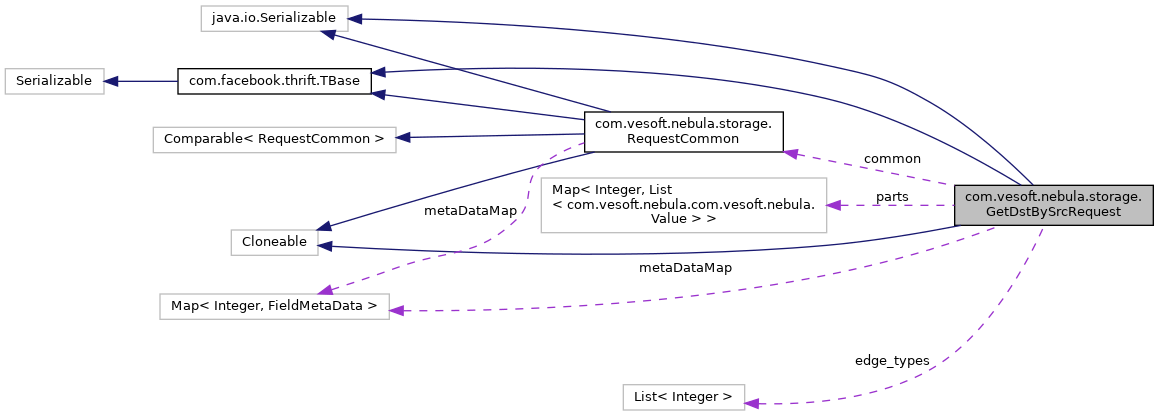 java.io.Serializable
Serializable
com.facebook.thrift.TBase
com.vesoft.nebula.storage.
RequestCommon
Comparable< RequestCommon >
common
Map< Integer, List
< com.vesoft.nebula.com.vesoft.nebula.
Value > >
parts
com.vesoft.nebula.storage.
GetDstBySrcRequest
metaDataMap
Cloneable
metaDataMap
Map< Integer, FieldMetaData >
edge_types
List< Integer >